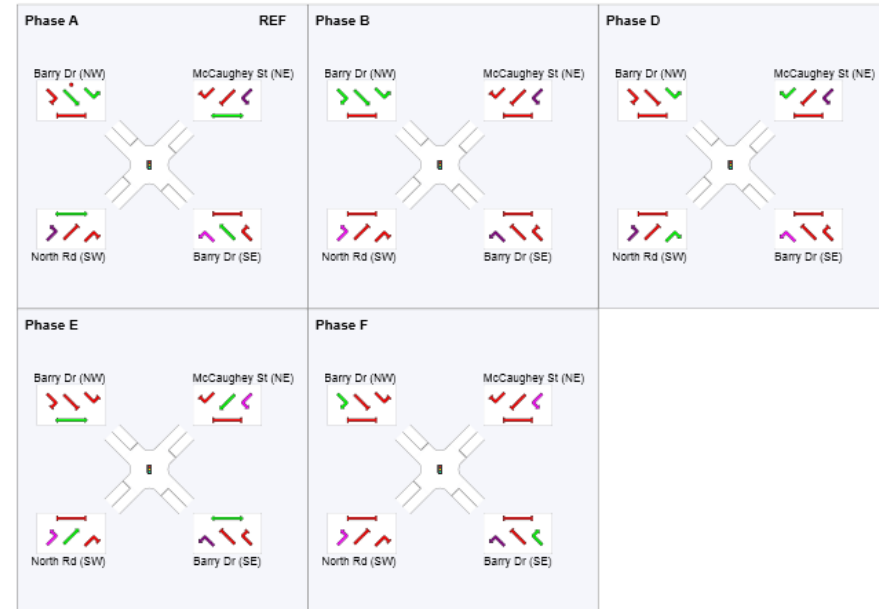 Phase A REF
Barry Dr (NW) McCaughey St (NE)
North Rd (SW) Barry Dr (SE)
Phase B
Barry Dr (NW) McCaughey St (NE)
North Rd (SW) Barry Dr (SE)
Phase D
Barry Dr (NW) McCaughey St (NE)
North Rd (SW) Barry Dr (SE)
Phase E
Barry Dr (NW) McCaughey St (NE)
North Rd (SW) Barry Dr (SE)
Phase F
Barry Dr (NW) McCaughey St (NE)
North Rd (SW) Barry Dr (SE)